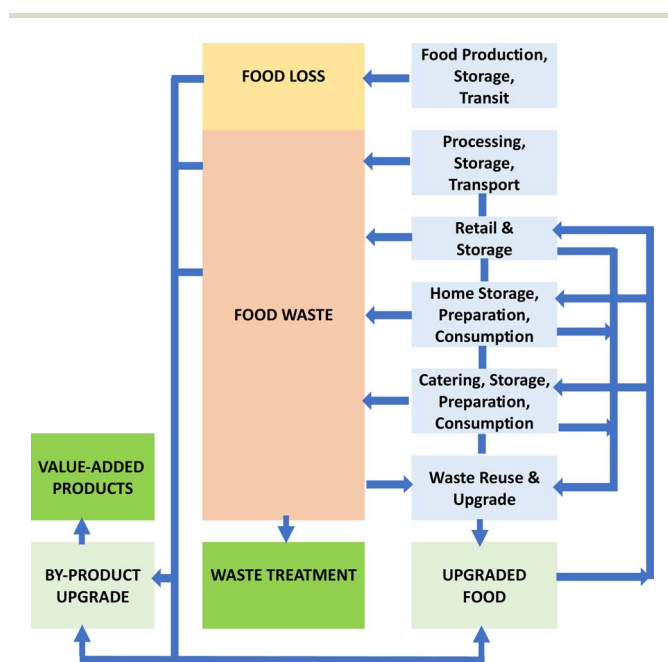 FOOD LOSS
Food Production,
Storage,
Transit
Processing,
Storage,
Transport
Retail &
Storage
FOOD WASTE
Home Storage,
Preparation,
Consumption
Catering, Storage,
Preparation,
Consumption
VALUE-ADDED
PRODUCTS
Waste Reuse &
Upgrade
BY-PRODUCT
UPGRADE
WASTE TREATMENT
UPGRADED
FOOD